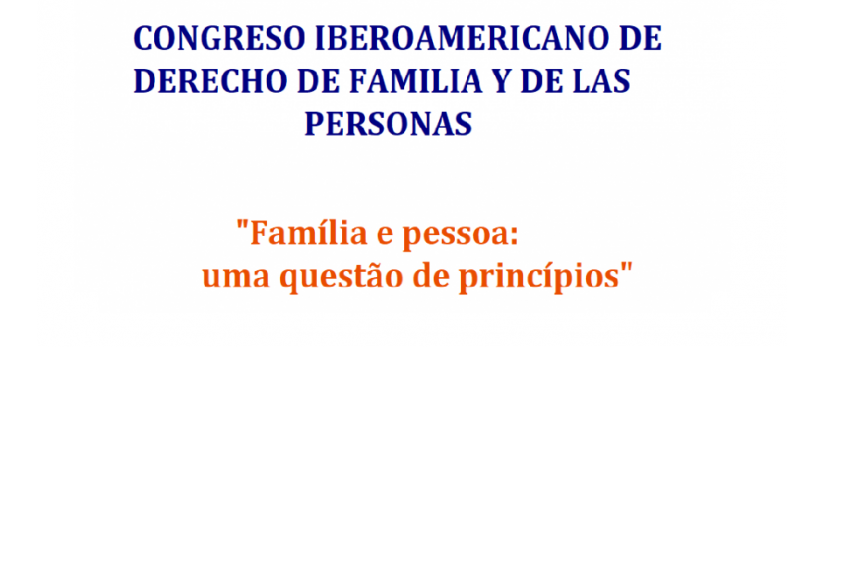 CONGRESO IBEROAMERICANO DE
DERECHO DE FAMILIA Y DE LAS
PERSONAS
"Família e pessoa:
uma questão de princípios"